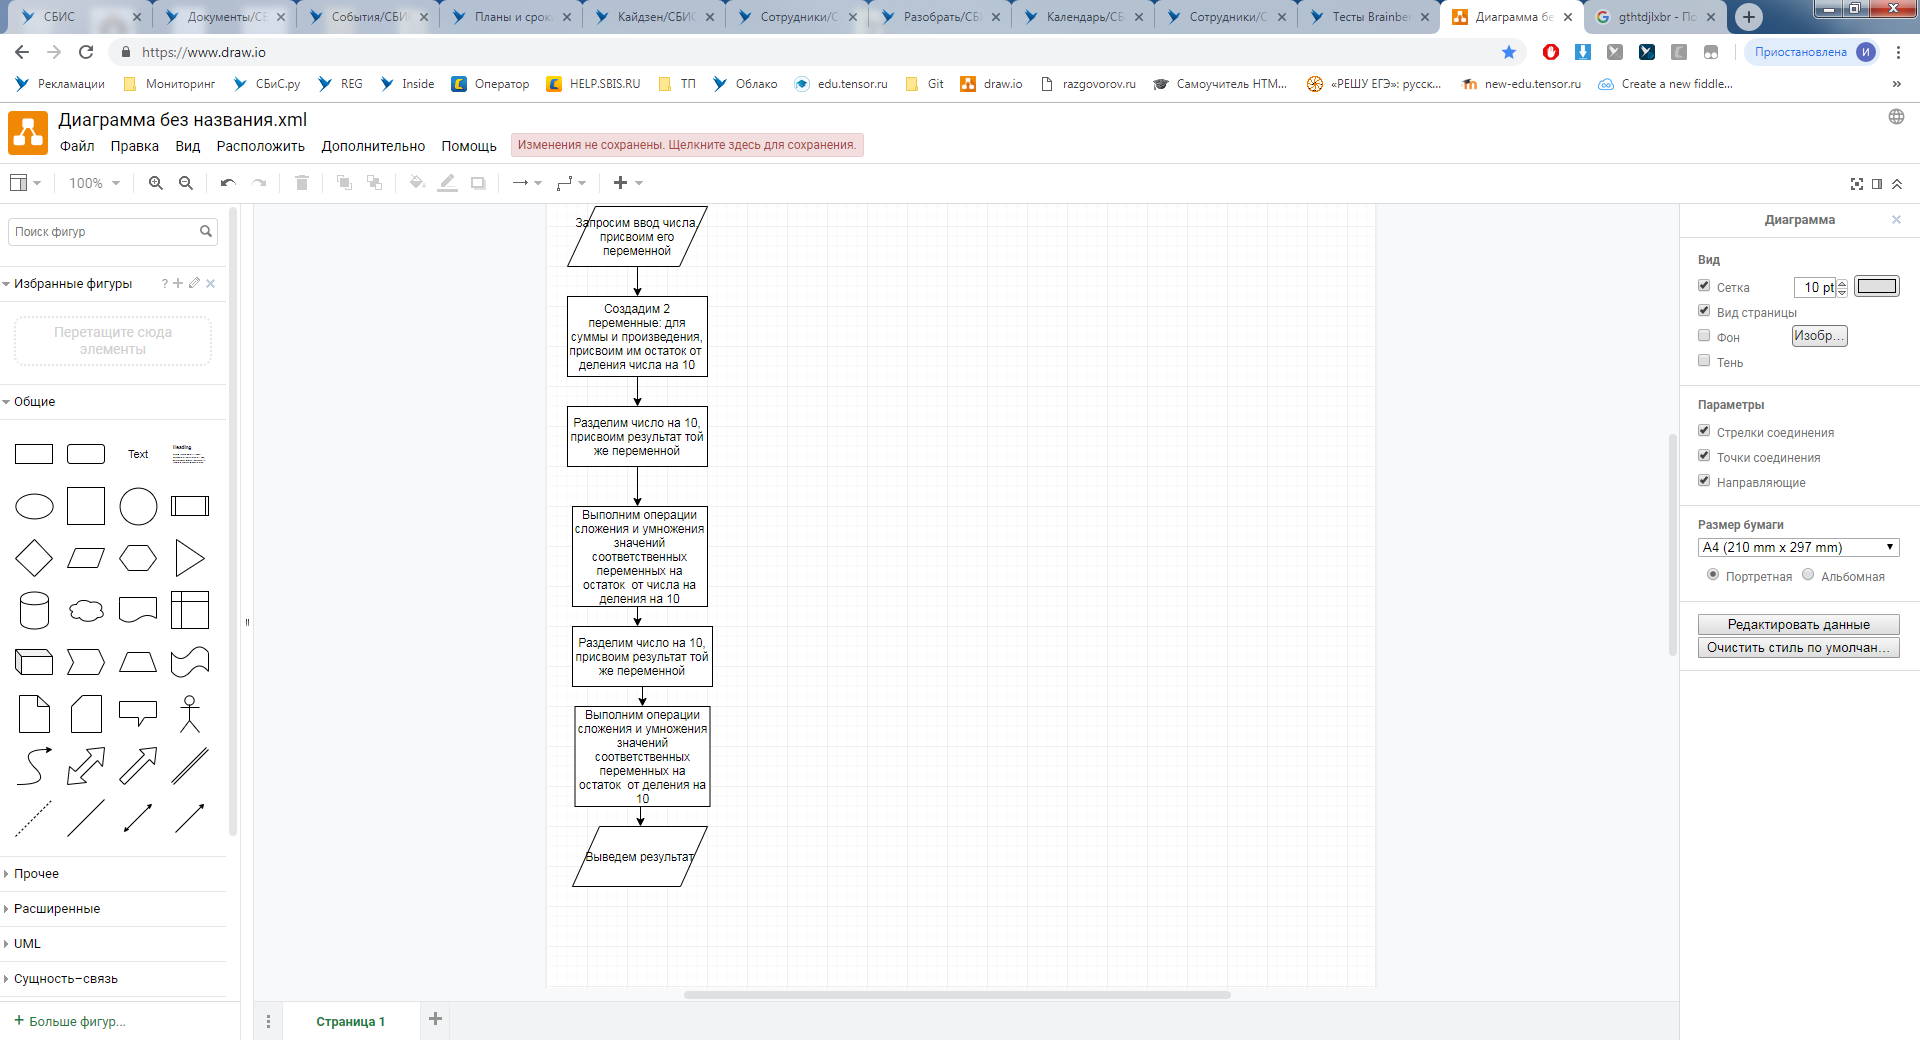 СБИС
Документы/СБ
События/СБИС
Планы и срок
Кайдзен/СБИС
Сотрудники/С
Разобрать/СБ
Календарь/СБ
Сотрудники/С
Тесты Brainbe
Диаграмма бе
gthtdjlxbr - По
https://www.draw.io
Приостановлена
И
Рекламации
Мониторинг
СБиС.ру
REG
Inside
Оператор
HELP.SBIS.RU
ТП
Облако
edu.tensor.ru
Git
draw.io
razgovorov.ru
Самоучитель HTM...
«РЕШУ ЕГЭ»: русск...
new-edu.tensor.ru
Create a new fiddle...
»
Диаграмма без названия.xml
Файл Правка Вид Расположить Дополнительно Помощь
Изменения не сохранены. Щелкните здесь для сохранения.
100%
Поиск фигур
Избранные фигуры
?
Перетащите сюда
элементы
Общие
Text
Heading
Прочее
Расширенные
UML
Сущность–связь
+ Больше фигур...
Запросим ввод числа,
присвоим его
переменной
Создадим 2
переменные: для
суммы и произведения,
присвоим им остаток от
деления числа на 10
Разделим число на 10,
присвоим результат той
же переменной
Выполним операции
сложения и умножения
значений
соответственных
переменных на
остаток от числа на
деления на 10
Разделим число на 10,
присвоим результат той
же переменной
Выполним операции
сложения и умножения
значений
соответственных
переменных на
остаток от деления на
10
Выведем результат
Страница 1
Диаграмма
Вид
Сетка
10 pt
Вид страницы
Фон
Изобр...
Тень
Параметры
Стрелки соединения
Точки соединения
Направляющие
Размер бумаги
A4 (210 mm x 297 mm)
Портретная
Альбомная
Редактировать данные
Очистить стиль по умолчан...